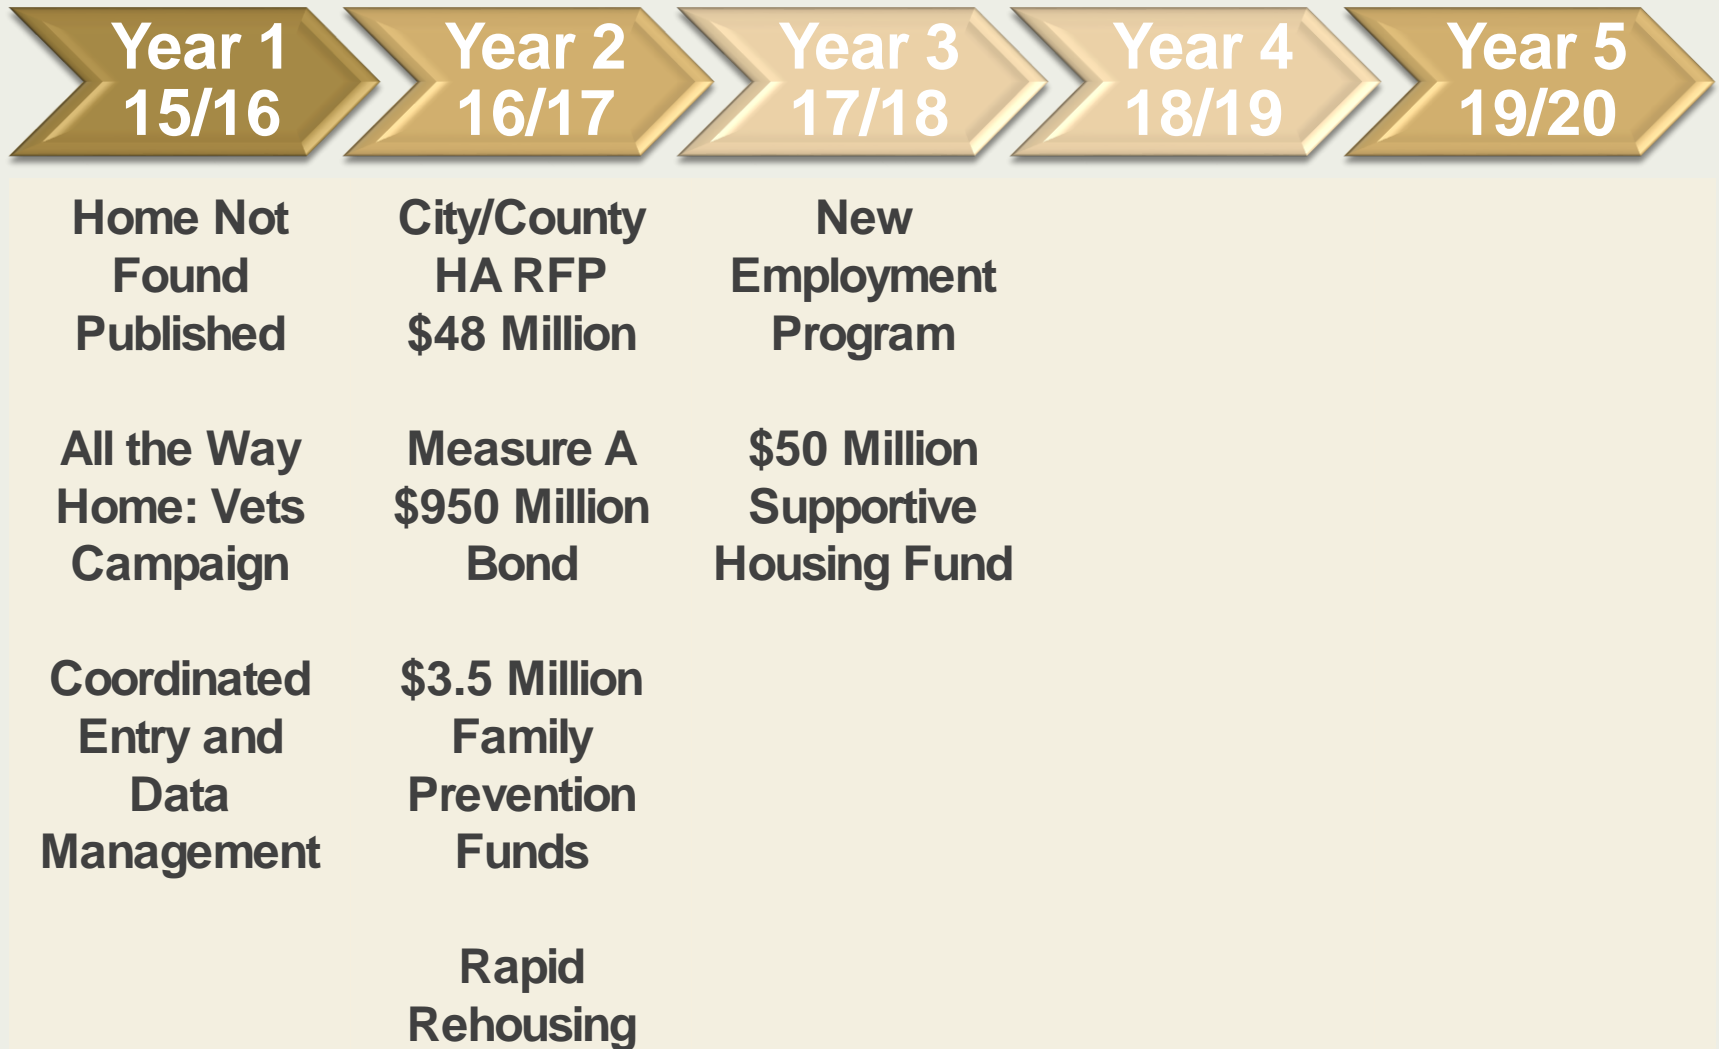 Year 1
15/16
Year 2
16/17
Year 3
17/18
Year 4
18/19
Year 5
19/20
Home Not
Found
Published
All the Way
Home: Vets
Campaign
Coordinated
Entry and
Data
Management
City/County
HA RFP
$48 Million
Measure A
$950 Million
Bond
$3.5 Million
Family
Prevention
Funds
Rapid
Rehousing
New
Employment
Program
$50 Million
Supportive
Housing Fund